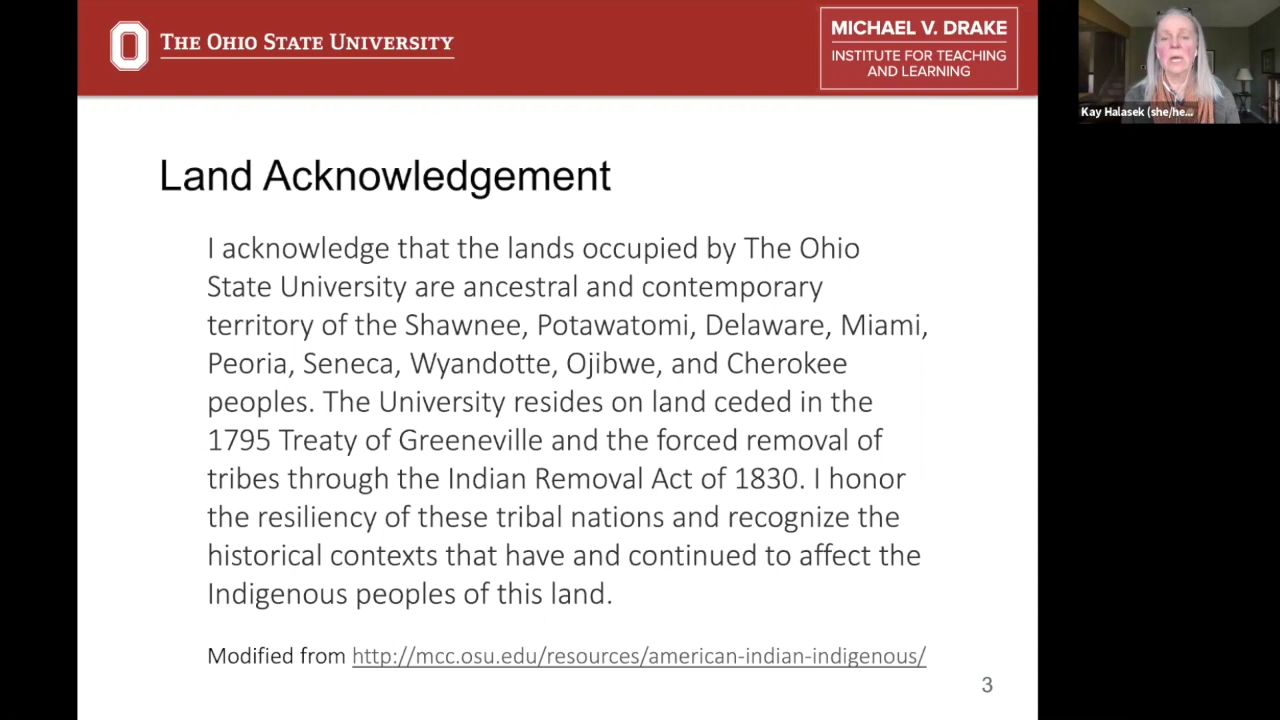 THE OHIO STATE UNIVERSITY
MICHAEL V. DRAKE
INSTITUTE FOR TEACHING
AND LEARNING
Kay Halasek (she/he...
Land Acknowledgement
I acknowledge that the lands occupied by The Ohio
State University are ancestral and contemporary
territory of the Shawnee, Potawatomi, Delaware, Miami,
Peoria, Seneca, Wyandotte, Ojibwe, and Cherokee
peoples. The University resides on land ceded in the
1795 Treaty of Greeneville and the forced removal of
tribes through the Indian Removal Act of 1830. I honor
the resiliency of these tribal nations and recognize the
historical contexts that have and continued to affect the
Indigenous peoples of this land.
Modified from http://mcc.osu.edu/resources/american-indian-indigenous/
3